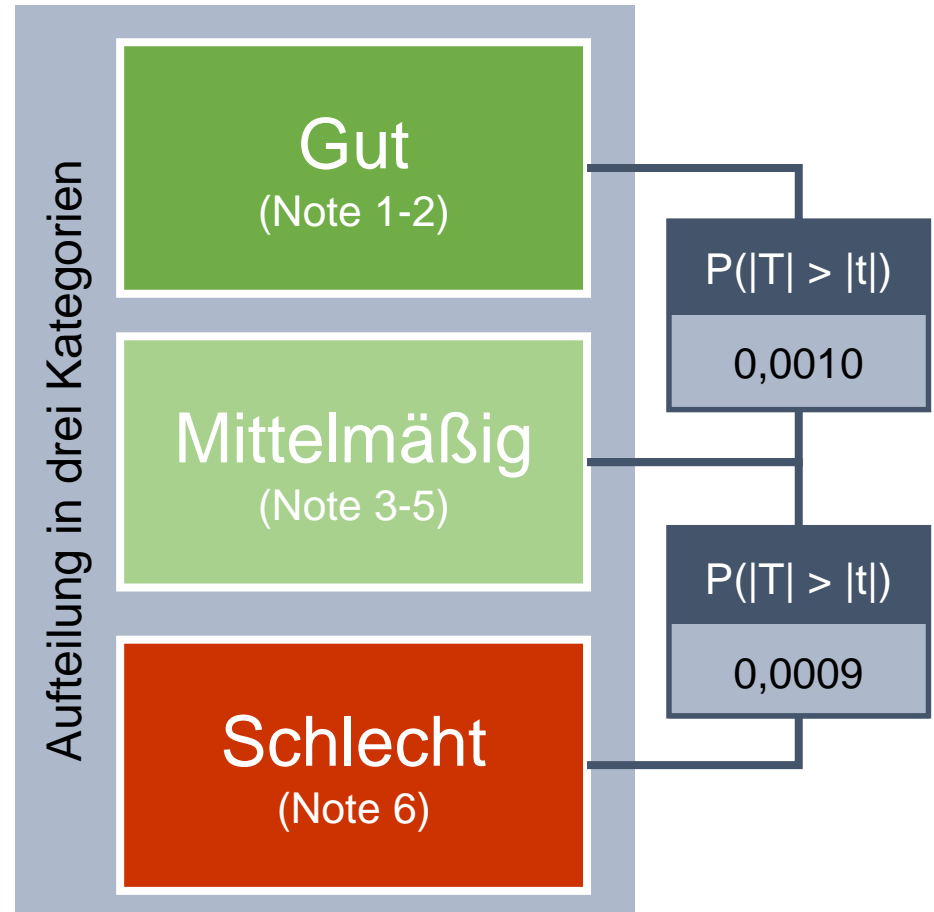 Aufteilung in drei Kategorien
Gut
(Note 1-2)
Mittelmäßig
(Note 3-5)
Schlecht
(Note 6)
P(|T| > |t|)
0,0010
P(|T| > |t|)
0,0009